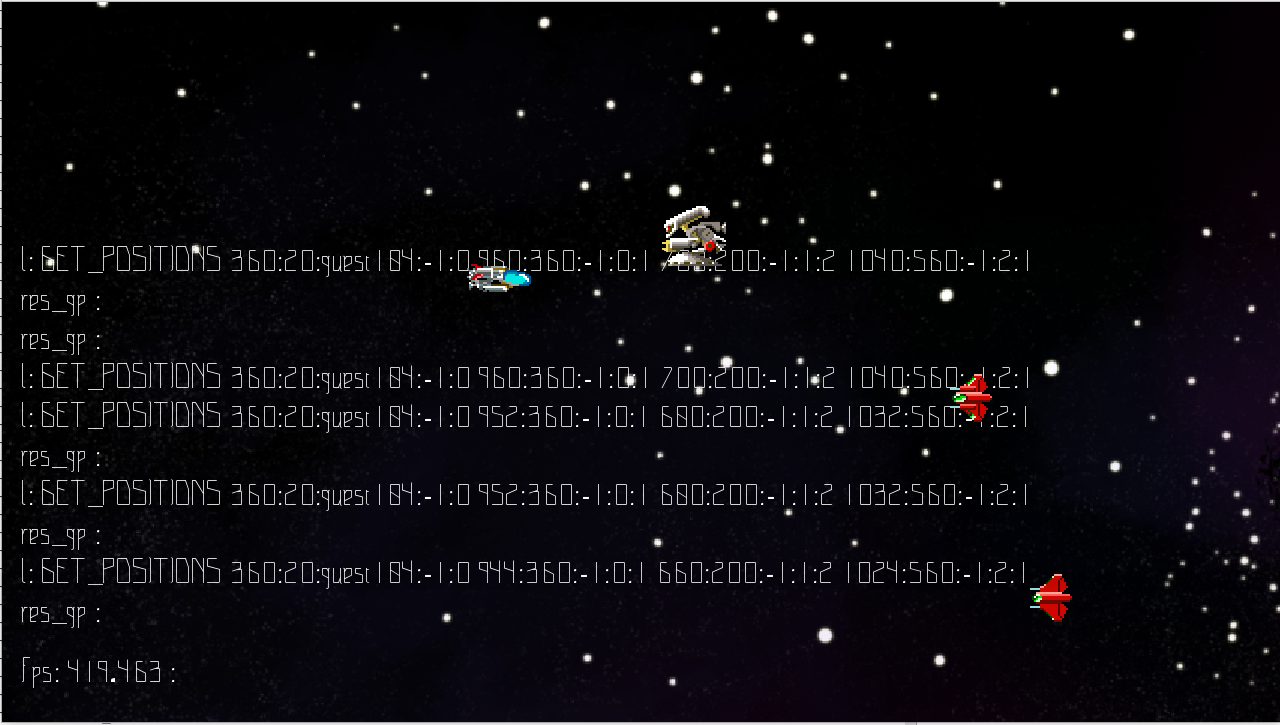 l: GET_POSITIONS 360:20:guest184:-1:0 960:360:-1:0:1 200:-1:1:2 1040:560:-1:2:1
res_gp :
res_gp :
l: GET_POSITIONS 360:20:guest184:-1:0 960:360:-1:0:1 700:200:-1:1:2 1040:560:-1:2:1
l: GET_POSITIONS 360:20:guest184:-1:0 952:360:-1:0:1 680:200:-1:1:2 1032:560:-1:2:1
res_gp :
l: GET_POSITIONS 360:20:guest184:-1:0 952:360:-1:0:1 680:200:-1:1:2 1032:560:-1:2:1
res_gp :
l: GET_POSITIONS 360:20:guest184:-1:0 944:360:-1:0:1 660:200:-1:1:2 1024:560:-1:2:1
res_gp :
fps: 419.463 :